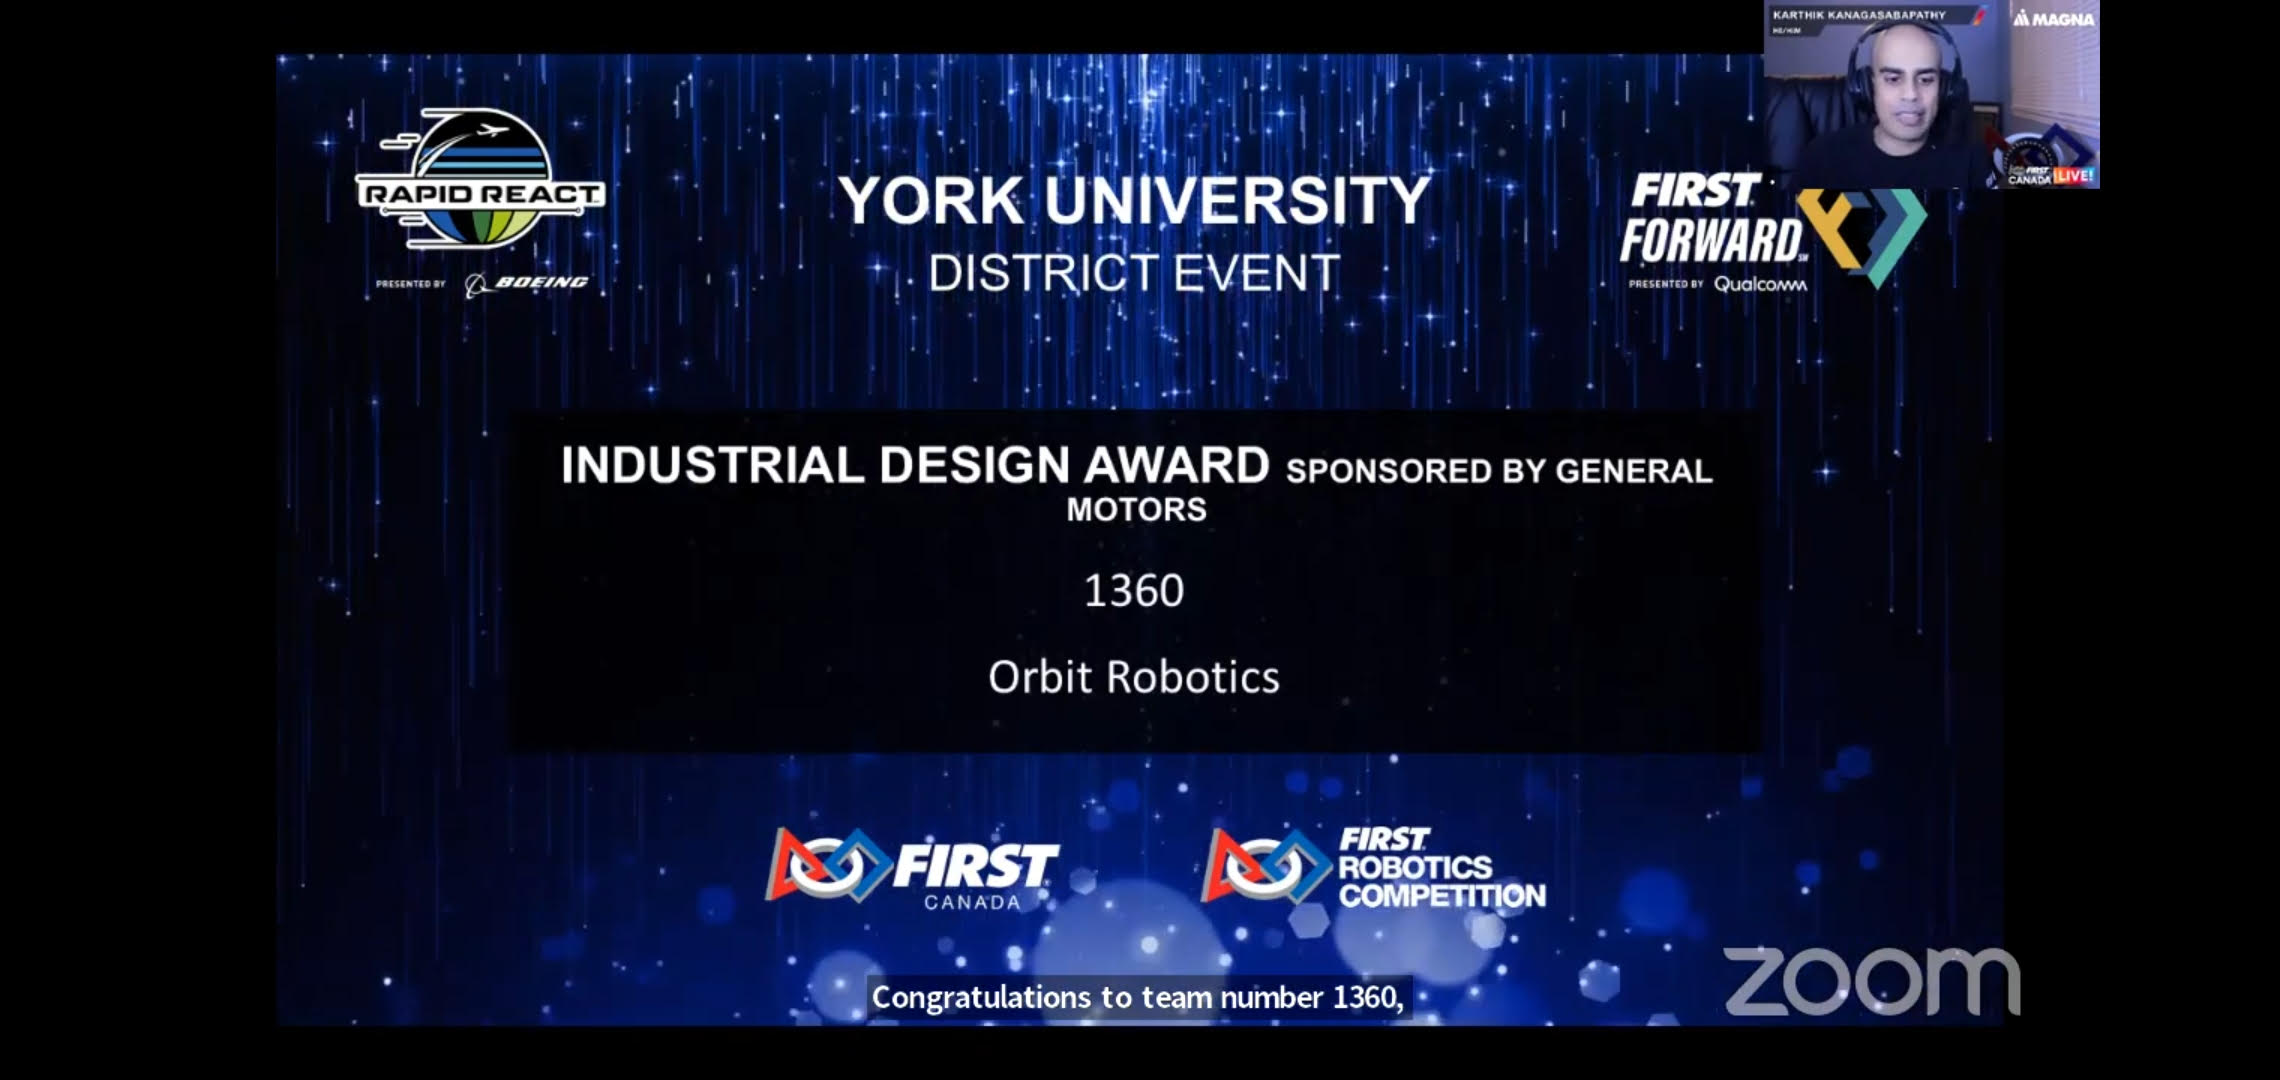 KARTHIK KANAGASABAPATHY
HE/HIM
MAGNA
FIRST
CANADA LIVE!
RAPID REACT
PRESENTED BY BOEING
YORK UNIVERSITY
DISTRICT EVENT
FIRST
FORWARD
PRESENTED BY Qualcomm
INDUSTRIAL DESIGN AWARD SPONSORED BY GENERAL
MOTORS
1360
Orbit Robotics
FIRST
CANADA
FIRST
ROBOTICS
COMPETITION
Congratulations to team number 1360,
zoom